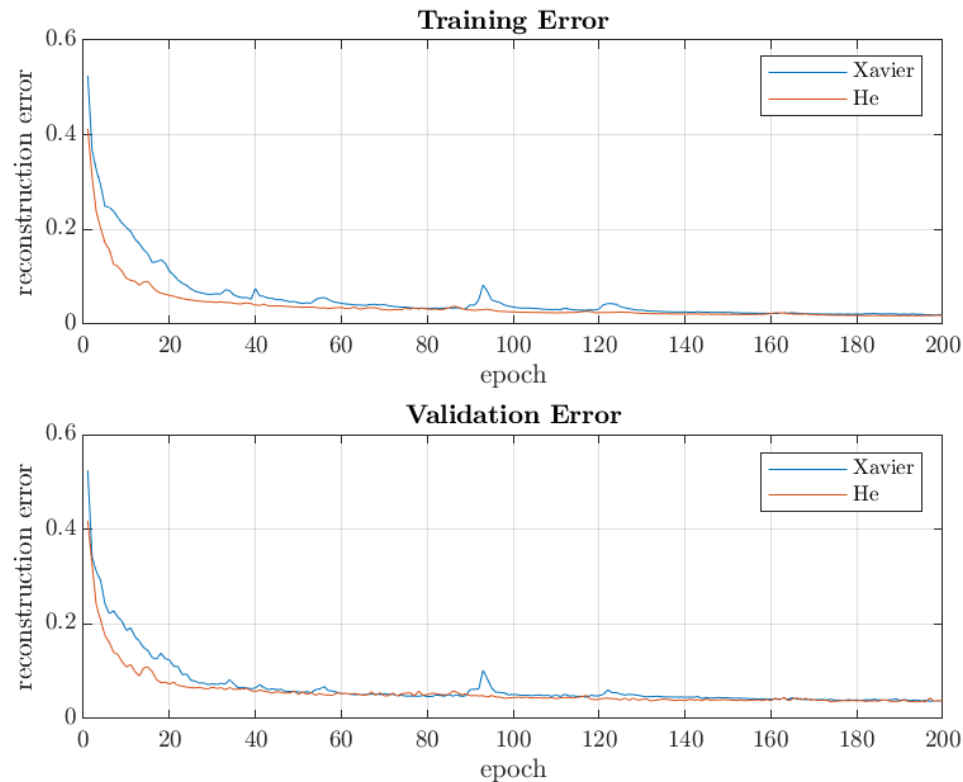 Training Error
0.6
0.4
0.2
0
reconstruction error
Xavier
He
0 20 40 60 80 100 120 140 160 180 200
epoch
Validation Error
0.6
0.4
0.2
0
reconstruction error
Xavier
He
0 20 40 60 80 100 120 140 160 180 200
epoch